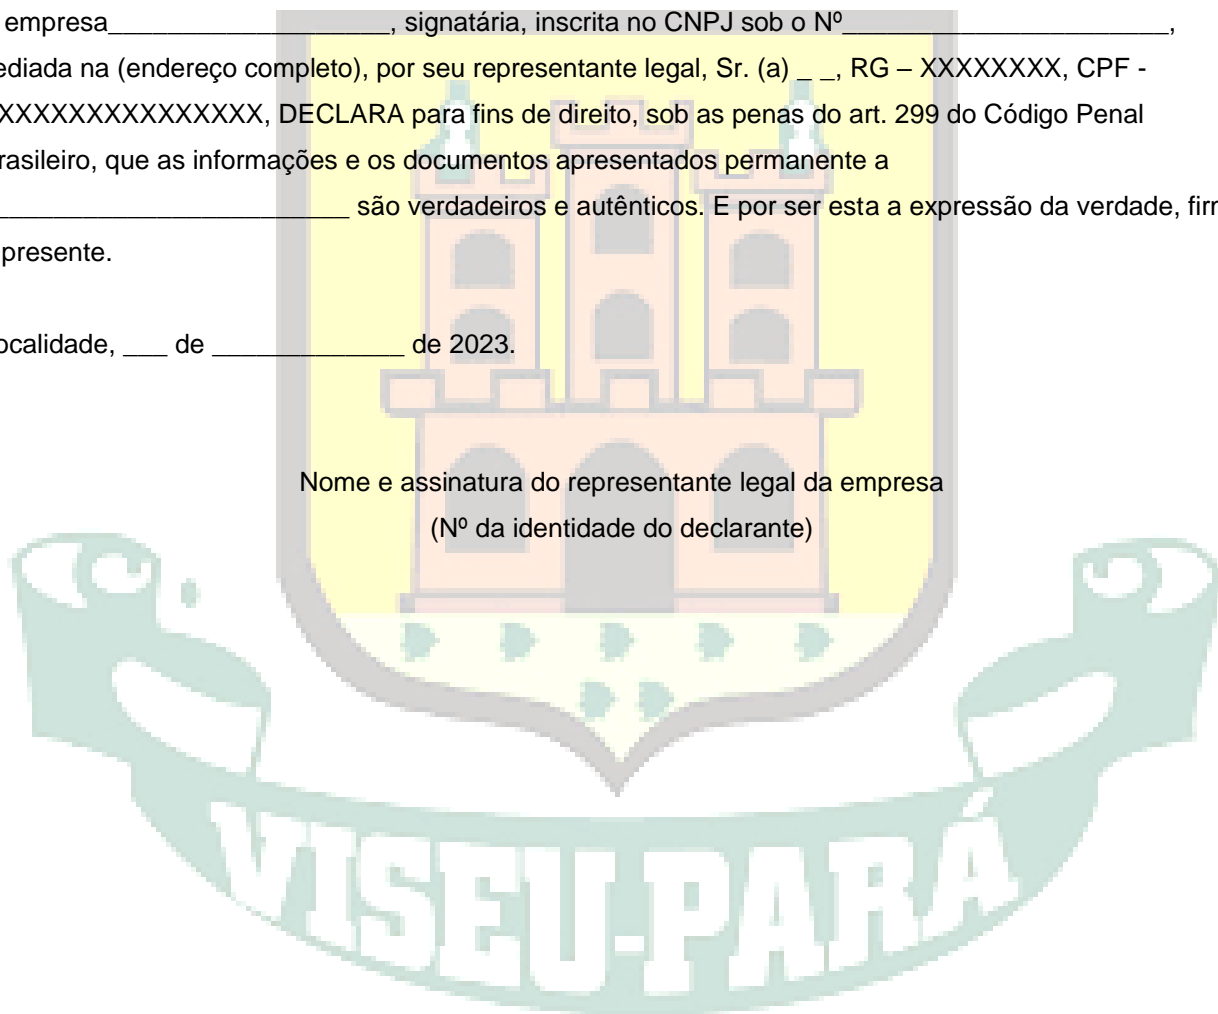 empresa___________________, signatária, inscrita no CNPJ sob o Nº______________________,
ediada na (endereço completo), por seu representante legal, Sr. (a) _ _, RG – XXXXXXXX, CPF -
XXXXXXXXXXXXXXX, DECLARA para fins de direito, sob as penas do art. 299 do Código Penal
rasileiro, que as informações e os documentos apresentados permanente a
________________________ são verdadeiros e autênticos. E por ser esta a expressão da verdade, firr
presente.
ocalidade, ___ de _____________ de 2023.
Nome e assinatura do representante legal da empresa
(Nº da identidade do declarante)
VISEU-PARÁ